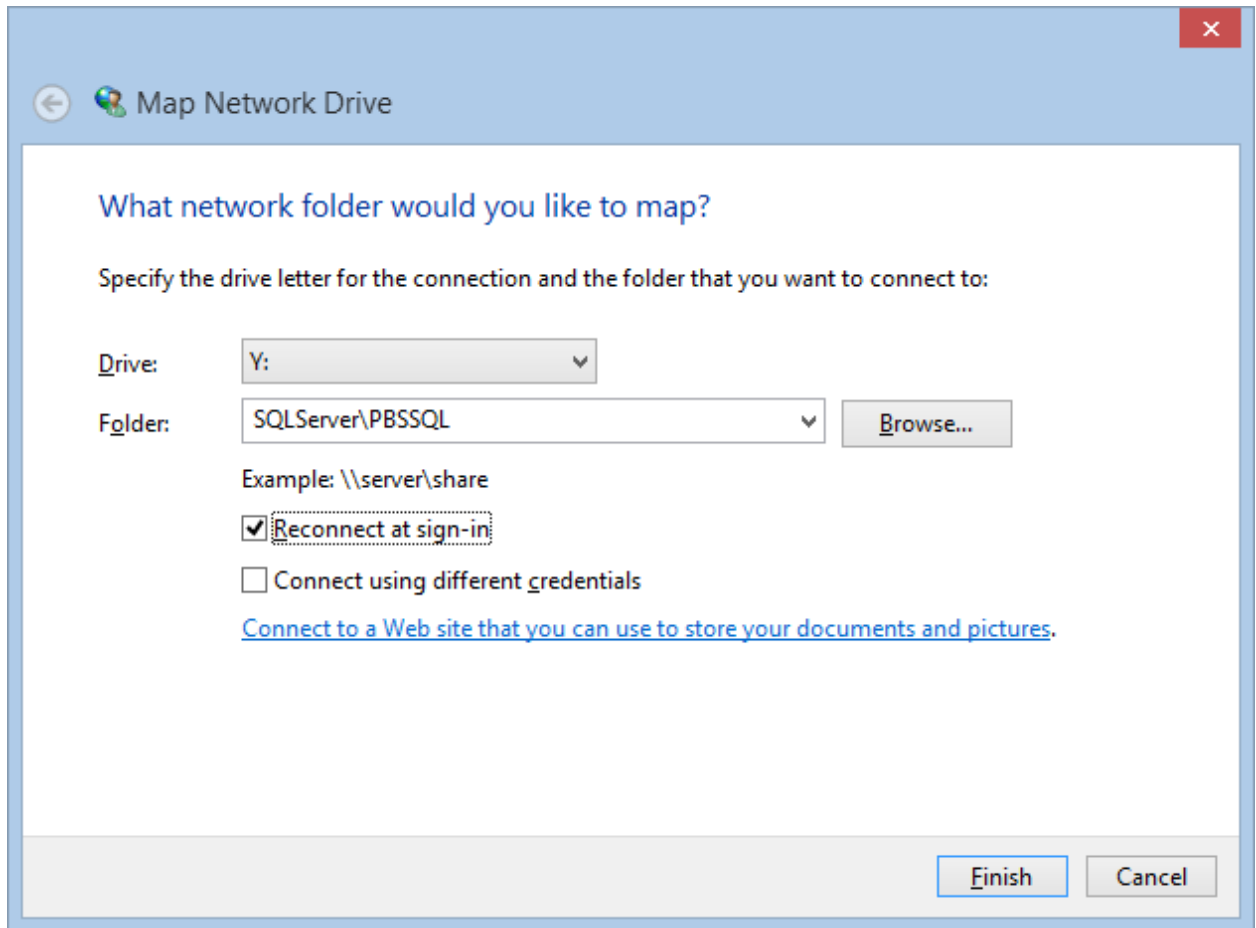 Map Network Drive
What network folder would you like to map?
Specify the drive letter for the connection and the folder that you want to connect to:
Drive: Y:
Folder: SQLServer\PBSSQL Browse...
Example: \\server\share
Reconnect at sign-in
Connect using different credentials
Connect to a Web site that you can use to store your documents and pictures.
Finish Cancel